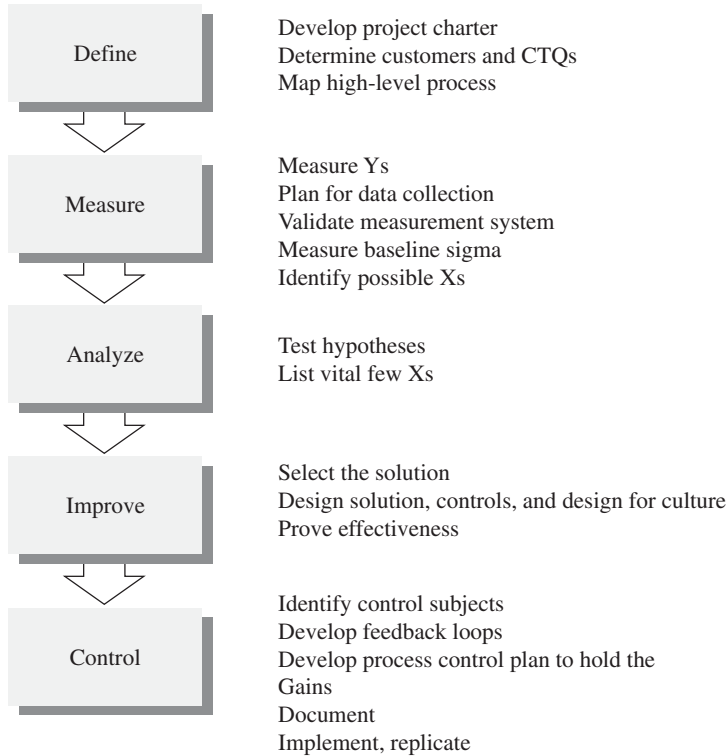 Define
Develop project charter
Determine customers and CTQs
Map high-level process
Measure
Measure Ys
Plan for data collection
Validate measurement system
Measure baseline sigma
Identify possible Xs
Analyze
Test hypotheses
List vital few Xs
Improve
Select the solution
Design solution, controls, and design for culture
Prove effectiveness
Control
Identify control subjects
Develop feedback loops
Develop process control plan to hold the
Gains
Document
Implement, replicate